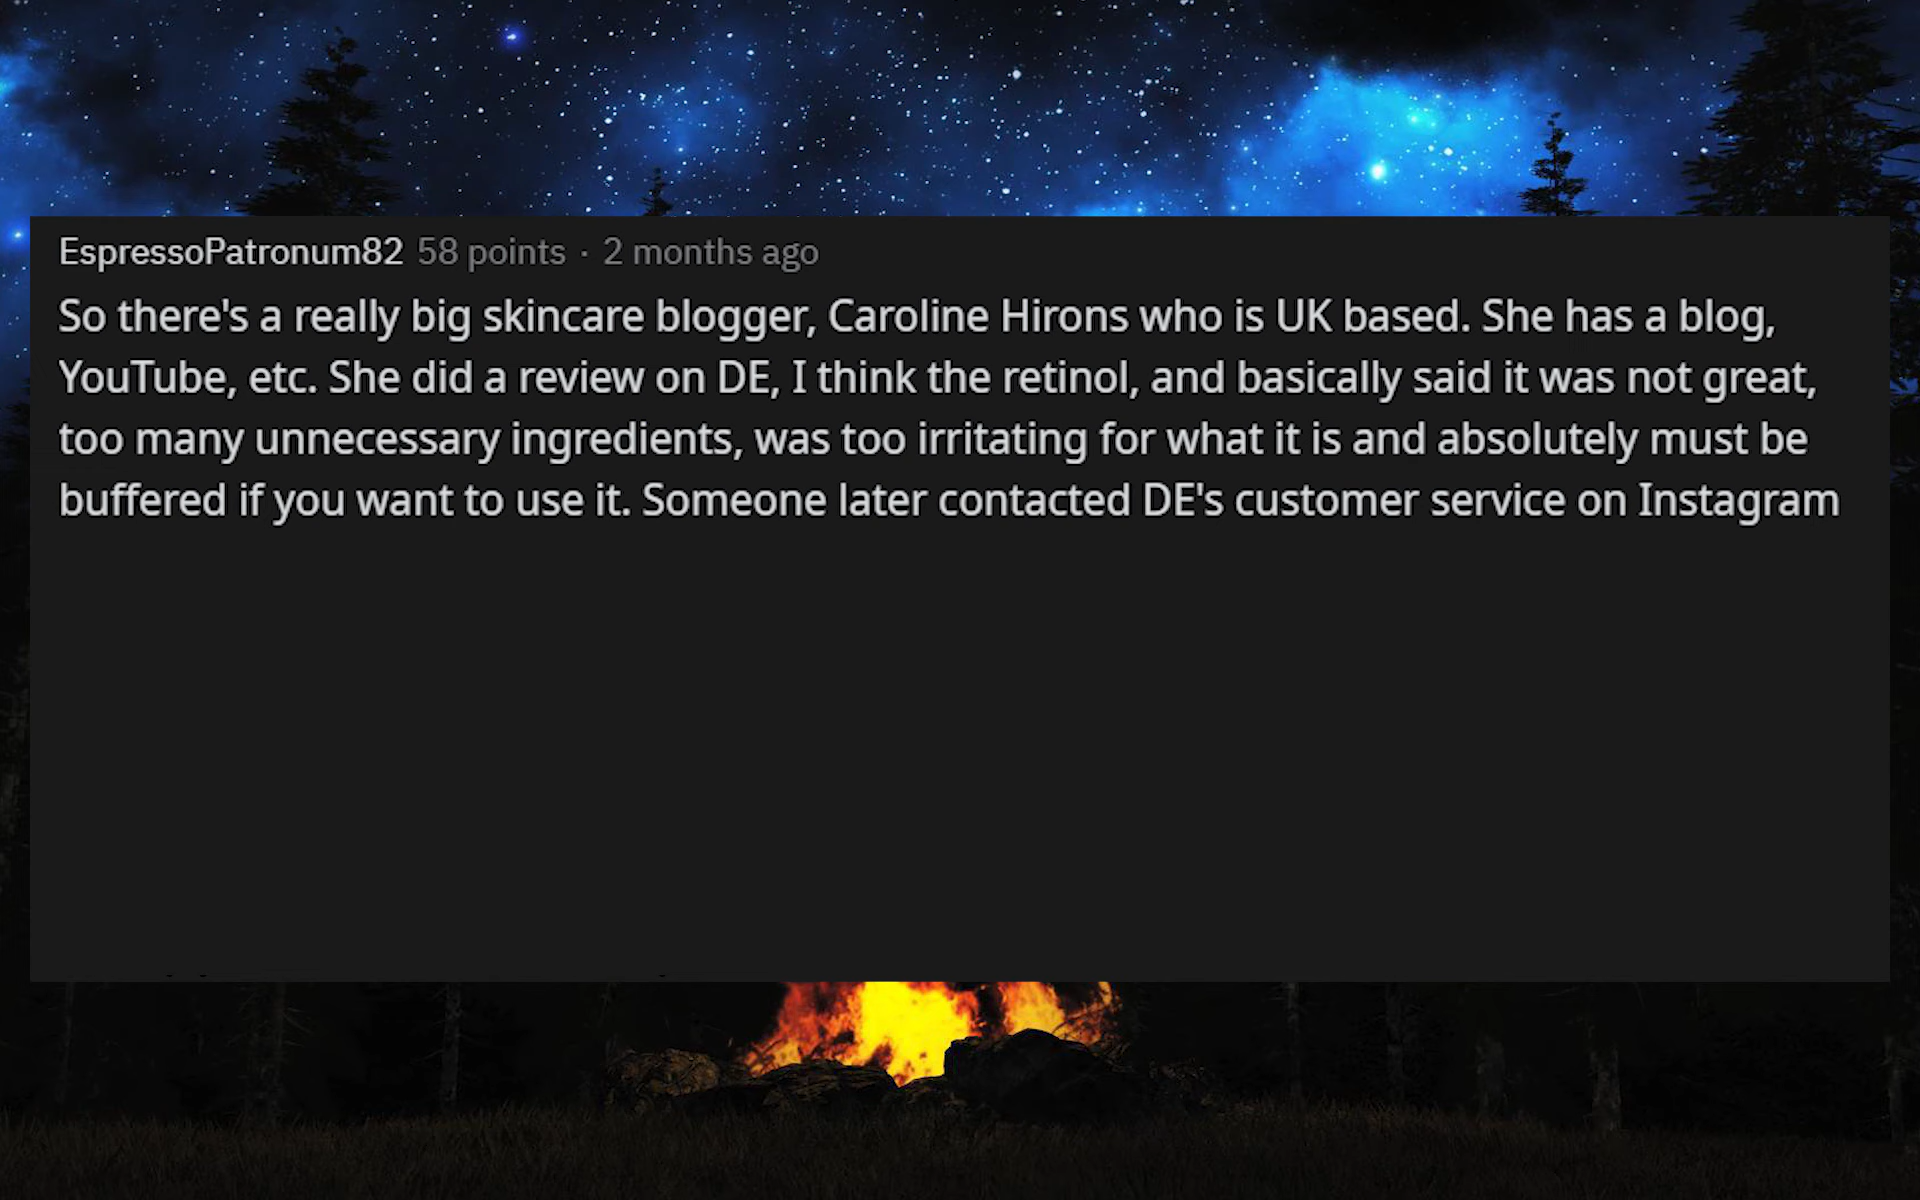 EspressoPatronum82 58 points · 2 months ago
So there's a really big skincare blogger, Caroline Hirons who is UK based. She has a blog,
YouTube, etc. She did a review on DE, I think the retinol, and basically said it was not great,
too many unnecessary ingredients, was too irritating for what it is and absolutely must be
buffered if you want to use it. Someone later contacted DE's customer service on Instagram